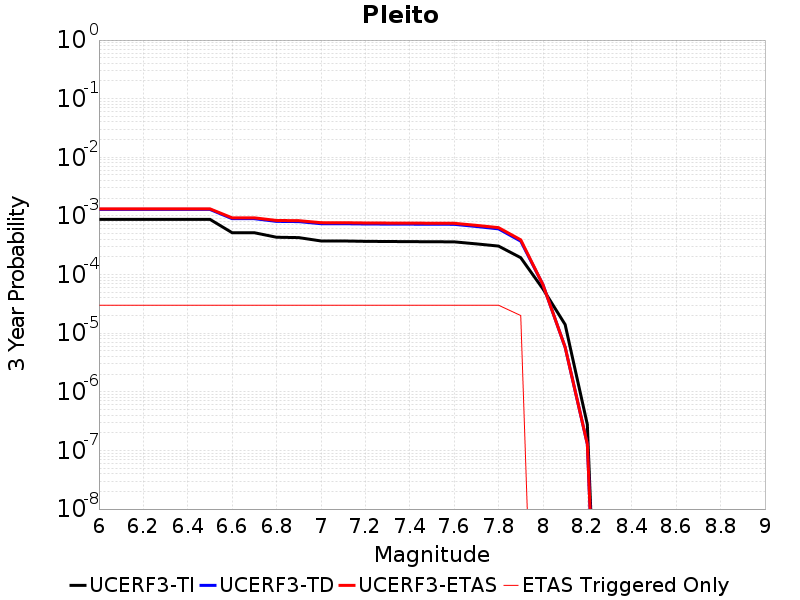 Pleito
3 Year Probability
10^0
10^-1
10^-2
10^-3
10^-4
10^-5
10^-6
10^-7
10^-8
6 6.2 6.4 6.6 6.8 7 7.2 7.4 7.6 7.8 8 8.2 8.4 8.6 8.8 9
Magnitude
UCERF3-TI UCERF3-TD UCERF3-ETAS ETAS Triggered Only